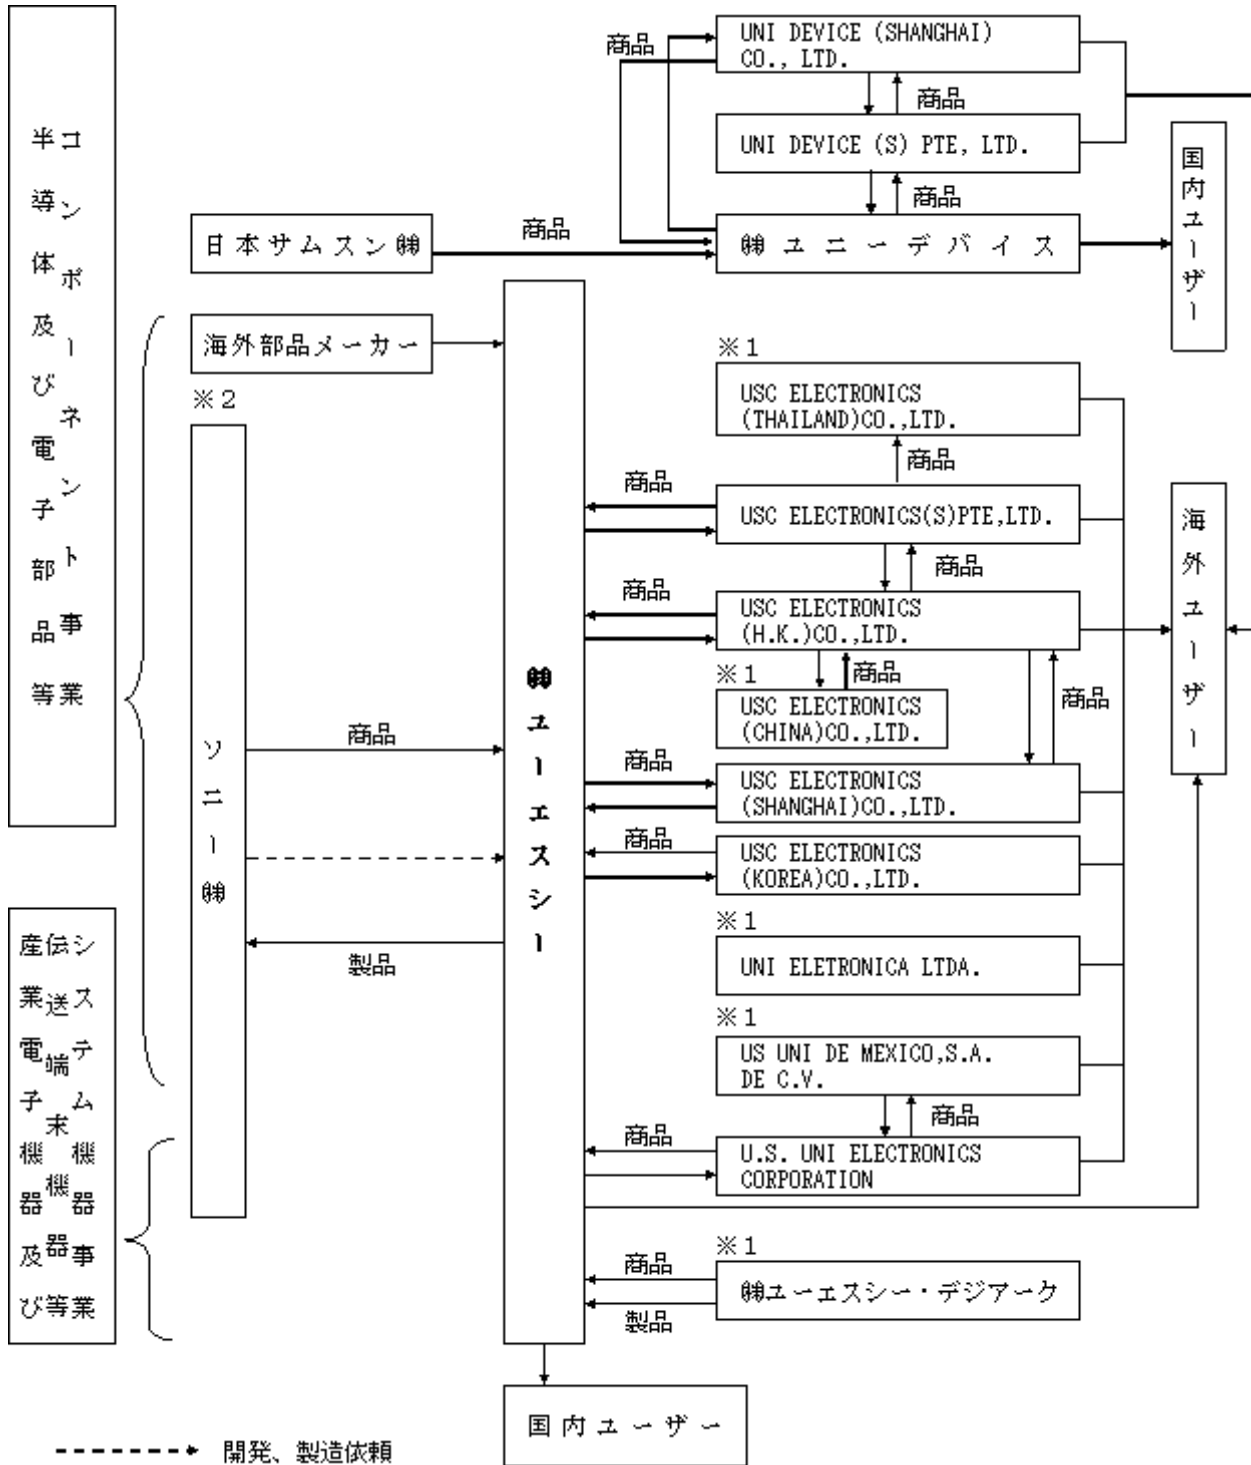 コンポーネント事業
半導体及び電子部品等
システム機器事業
伝送端末機器等
産業電子機器及び
日本サムスン㈱
商品
商品
UNI DEVICE (SHANGHAI)
CO., LTD.
商品
UNI DEVICE (S) PTE, LTD.
商品
㈱ユニーデバイス
国内ユーザー
海外部品メーカー
※2
ソニー㈱
商品
製品
㈱ユーエスシー
※1
USC ELECTRONICS
(THAILAND)CO.,LTD.
商品
商品
USC ELECTRONICS(S)PTE,LTD.
商品
商品
USC ELECTRONICS
(H.K.)CO.,LTD.
海外ユーザー
※1
商品
商品
USC ELECTRONICS
(CHINA)CO.,LTD.
商品
USC ELECTRONICS
(SHANGHAI)CO.,LTD.
商品
USC ELECTRONICS
(KOREA)CO.,LTD.
※1
UNI ELETRONICA LTDA.
※1
US UNI DE MEXICO,S.A.
DE C.V.
商品
商品
U.S. UNI ELECTRONICS
CORPORATION
※1
商品
製品
㈱ユーエスシー・デジアーク
国内ユーザー
開発、製造依頼